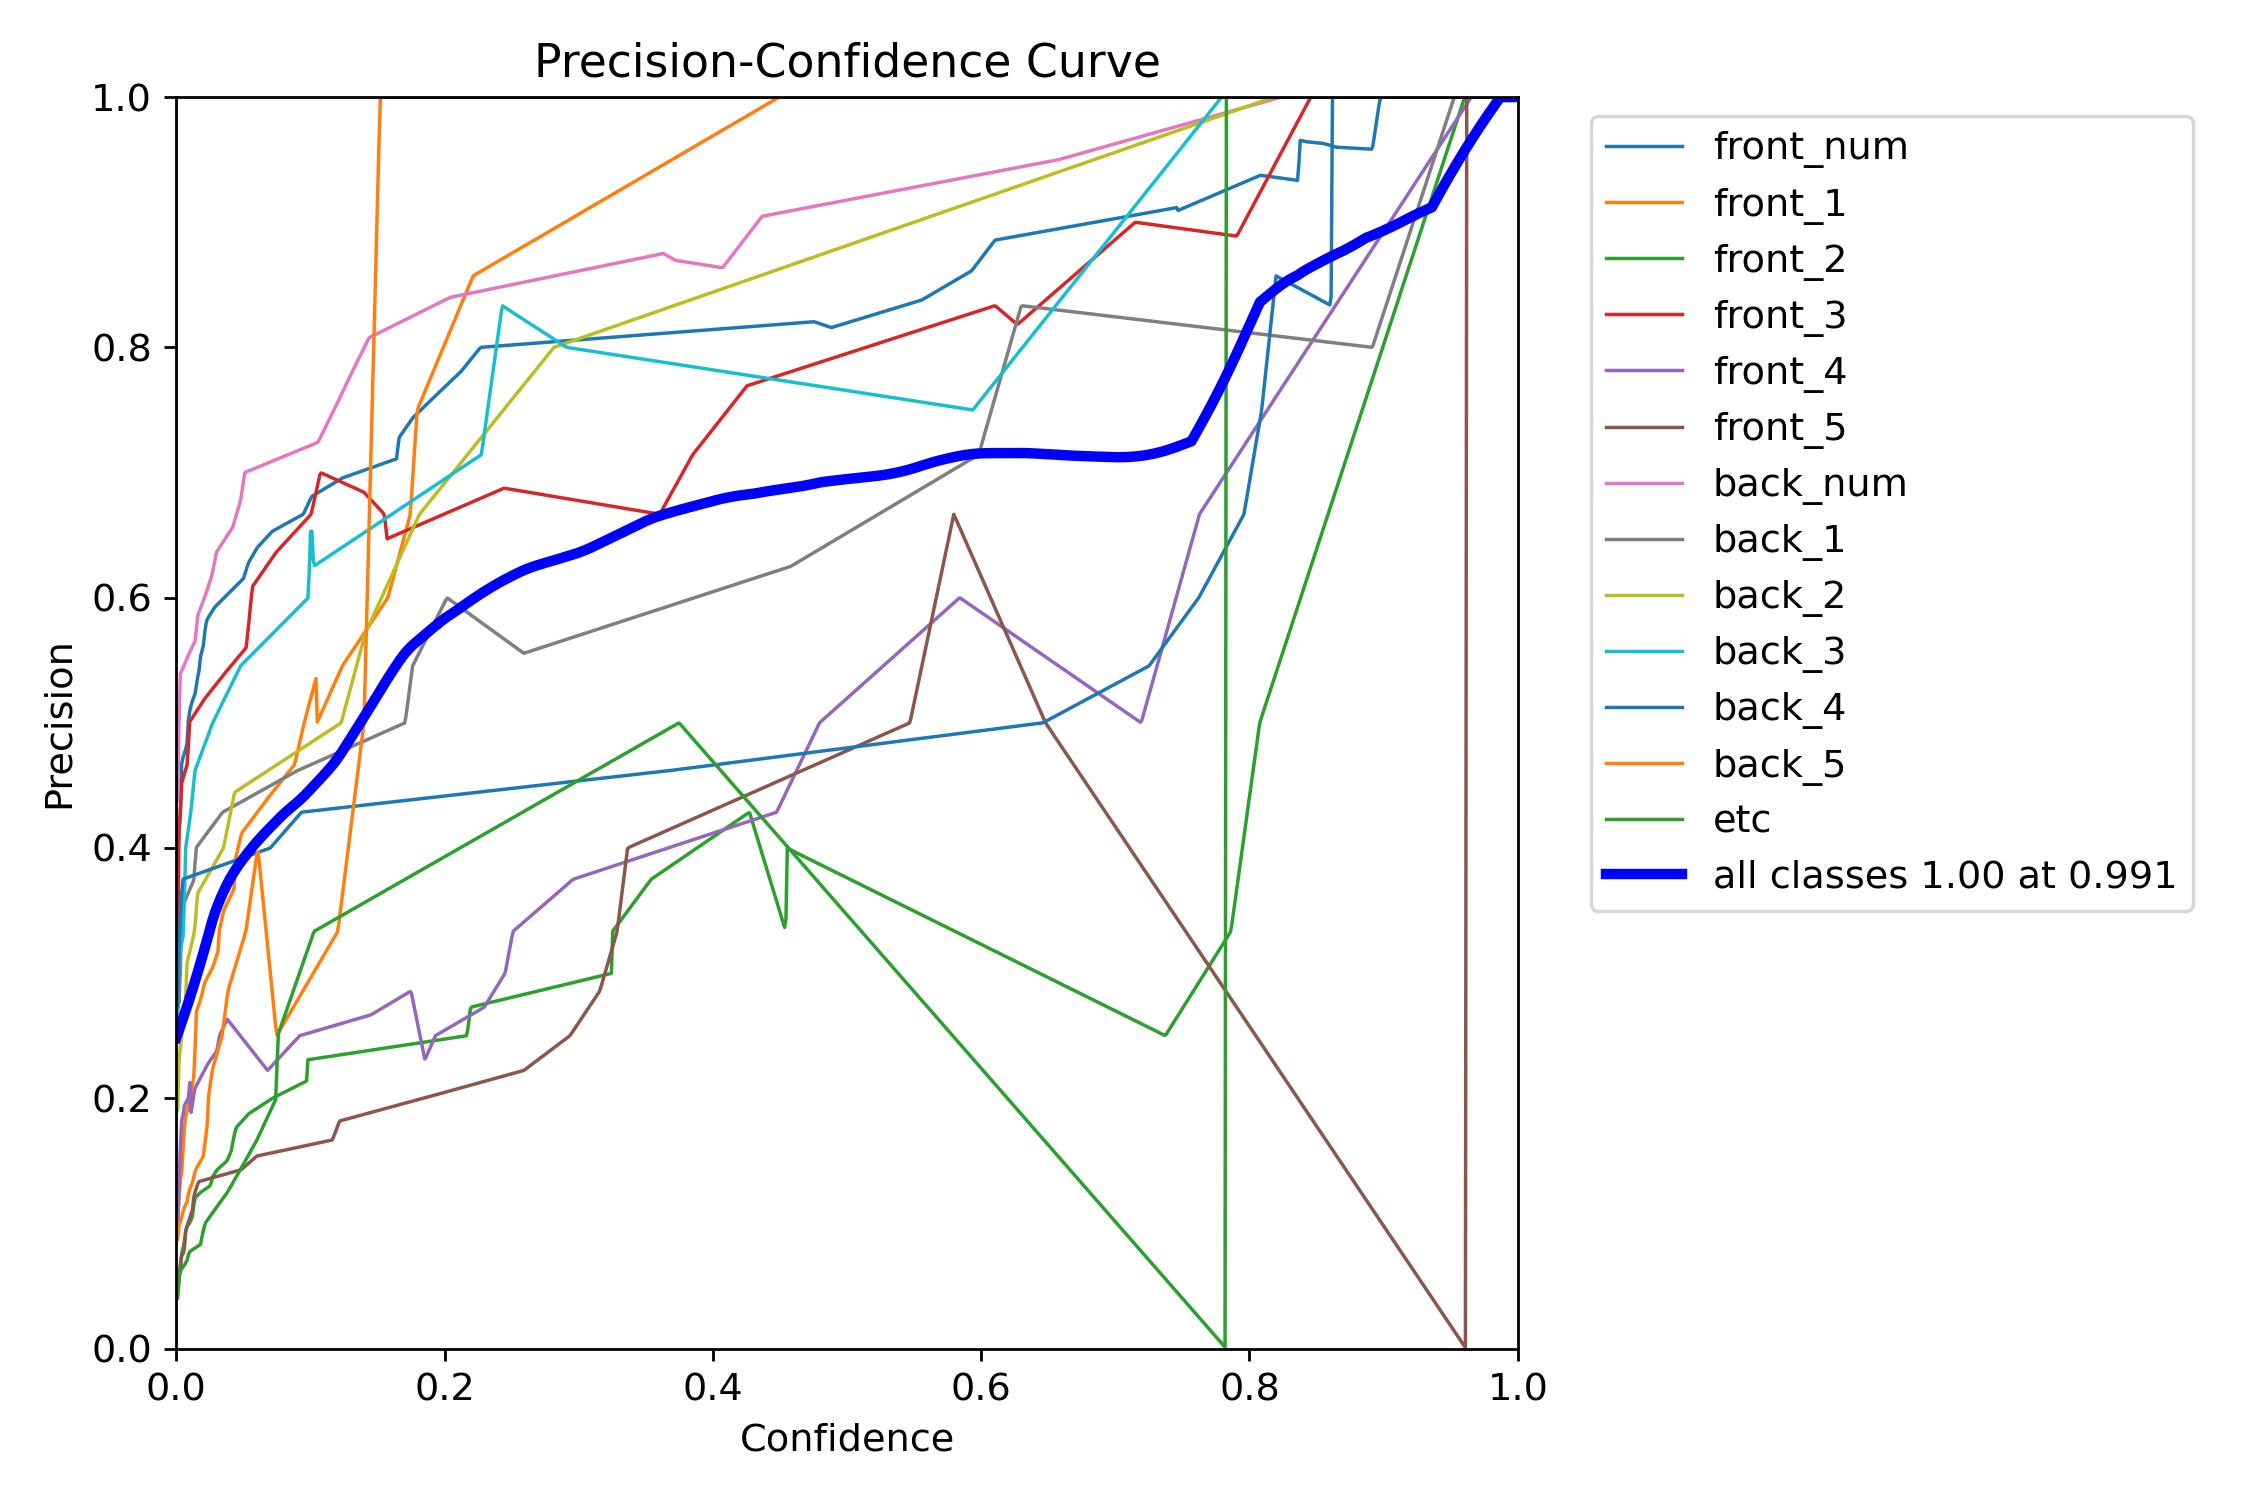 Precision-Confidence Curve
1.0
0.8
0.6
0.4
0.2
0.0
Precision
0.0 0.2 0.4 0.6 0.8 1.0
Confidence
front_num
front_1
front_2
front_3
front_4
front_5
back_num
back_1
back_2
back_3
back_4
back_5
etc
all classes 1.00 at 0.991